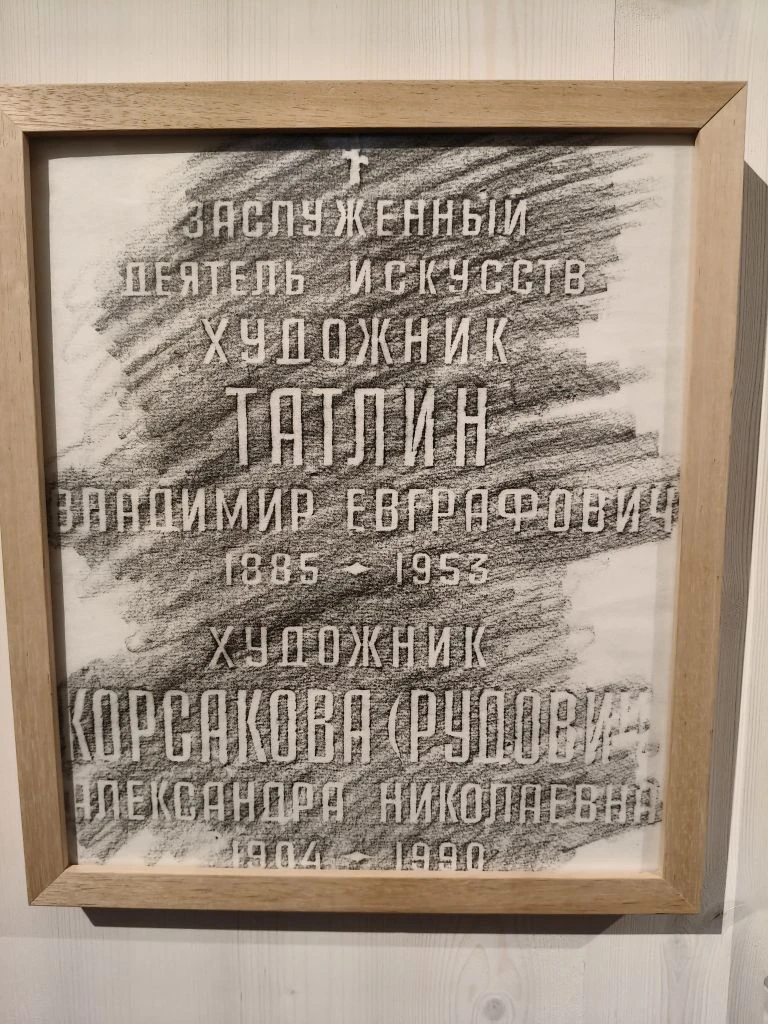 ЗАСЛУЖЕННЫЙ
ДЕЯТЕЛЬ ИСКУССТВ
ХУДОЖНИК
ТАТЛИН
ВЛАДИМИР ЕВГРАФОВИЧ
1885 - 1953
ХУДОЖНИК
КОРСАКОВА (РУДОВИЧ
АЛЕКСАНДРА НИКОЛАЕВНА
1904 - 1990